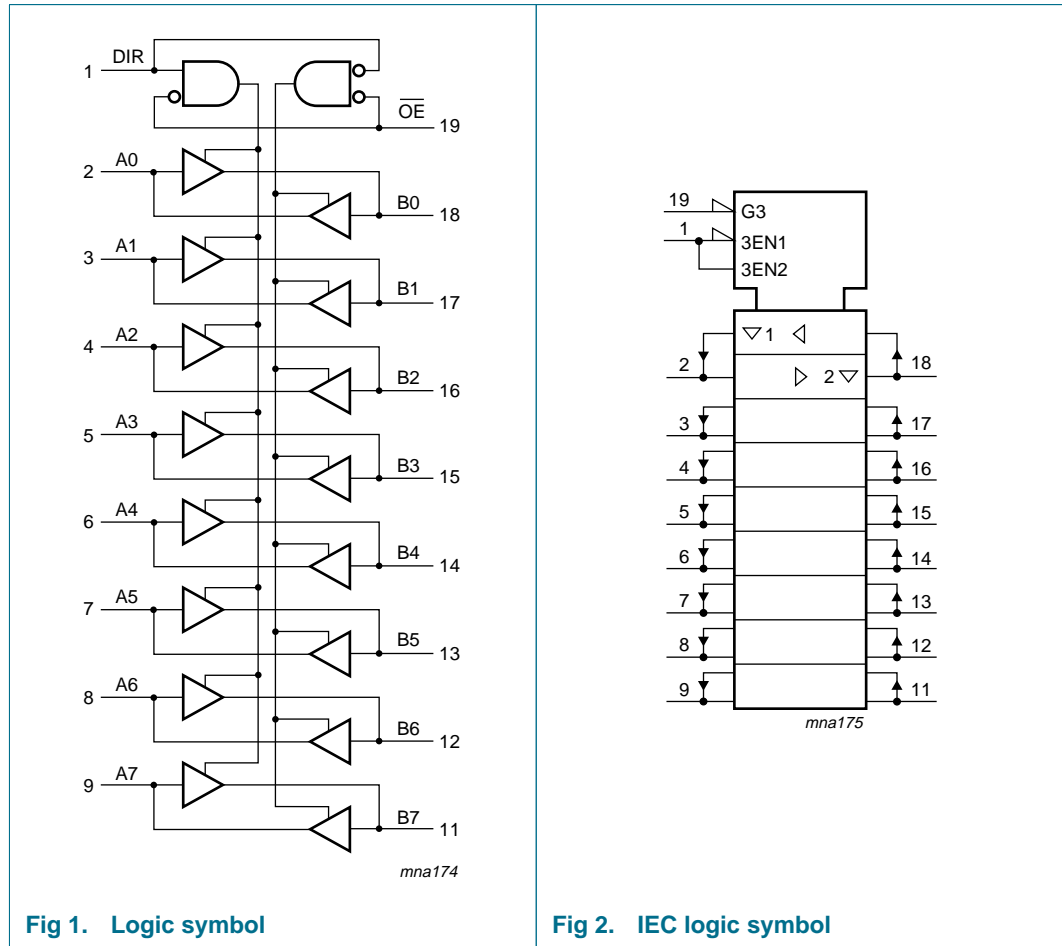 DIR
1
OE
19
A0
2
B0
18
A1
3
B1
17
A2
4
B2
16
A3
5
B3
15
A4
6
B4
14
A5
7
B5
13
A6
8
B6
12
A7
9
B7
11
mna174
Fig 1. Logic symbol
19
G3
1
3EN1
3EN2
1
2
18
2
3
17
4
16
5
15
6
14
7
13
8
12
9
11
mna175
Fig 2. IEC logic symbol